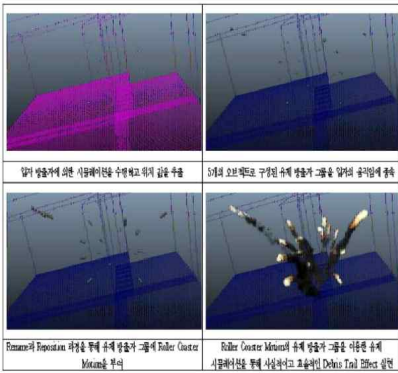 입자 방출자에 의한 시뮬레이션을 수행하고 위치 값을 추출
5개의 오브젝트로 구성된 유체 방출자 그룹을 입자의 움직임에 종속
Rename과 Reposition 과정을 통해 유체 방출자 그룹에 Roller Coaster
Motion을 부여
Roller Coaster Motion의 유체 방출자 그룹을 이용한 유체
시뮬레이션을 통해 사실적이고 효율적인 Debris Trail Effect 실현